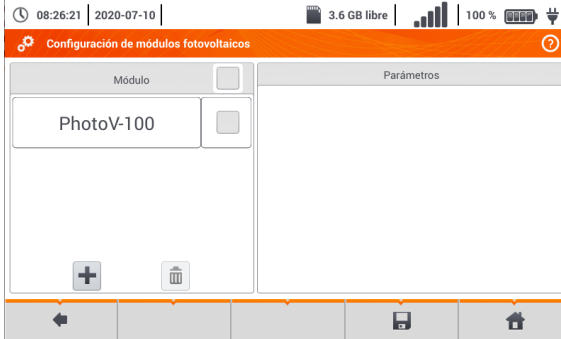 08:26:21 2020-07-10 3.6 GB libre 100 %
Configuración de módulos fotovoltaicos ?
Módulo Parámetros
PhotoV-100